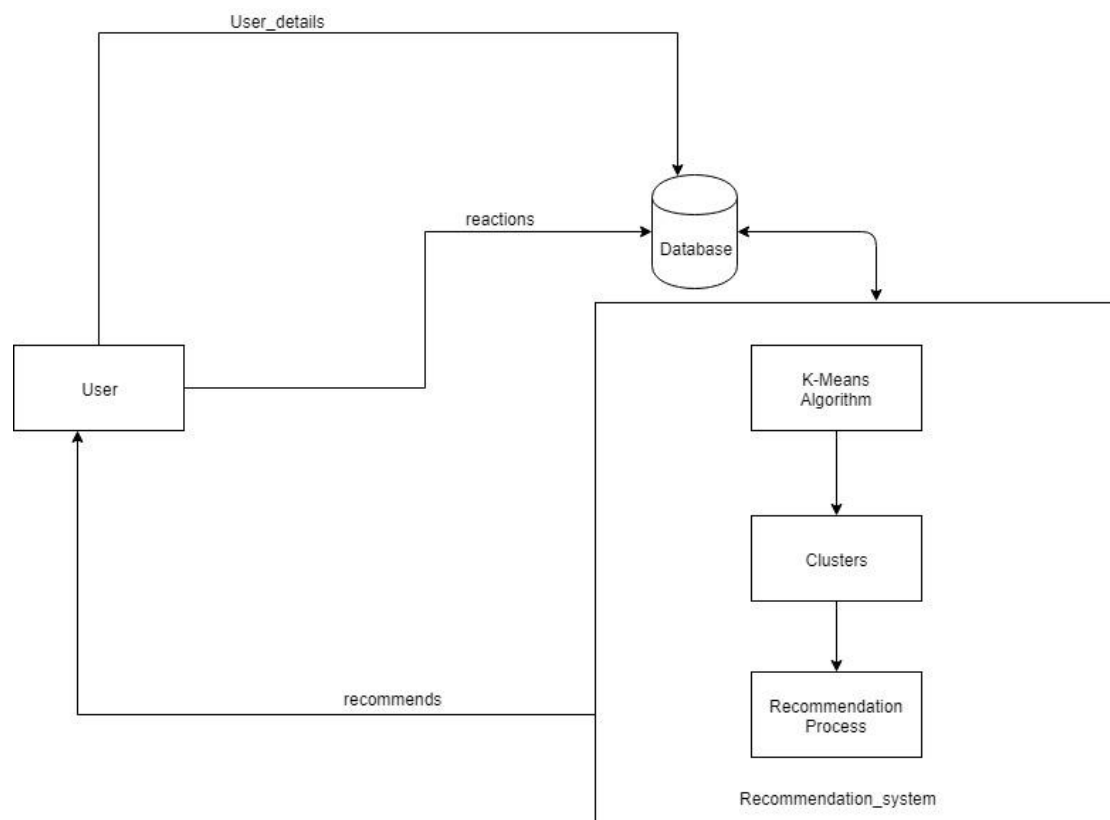 User_details
reactions
Database
User
K-Means
Algorithm
Clusters
recommends
Recommendation
Process
Recommendation_system